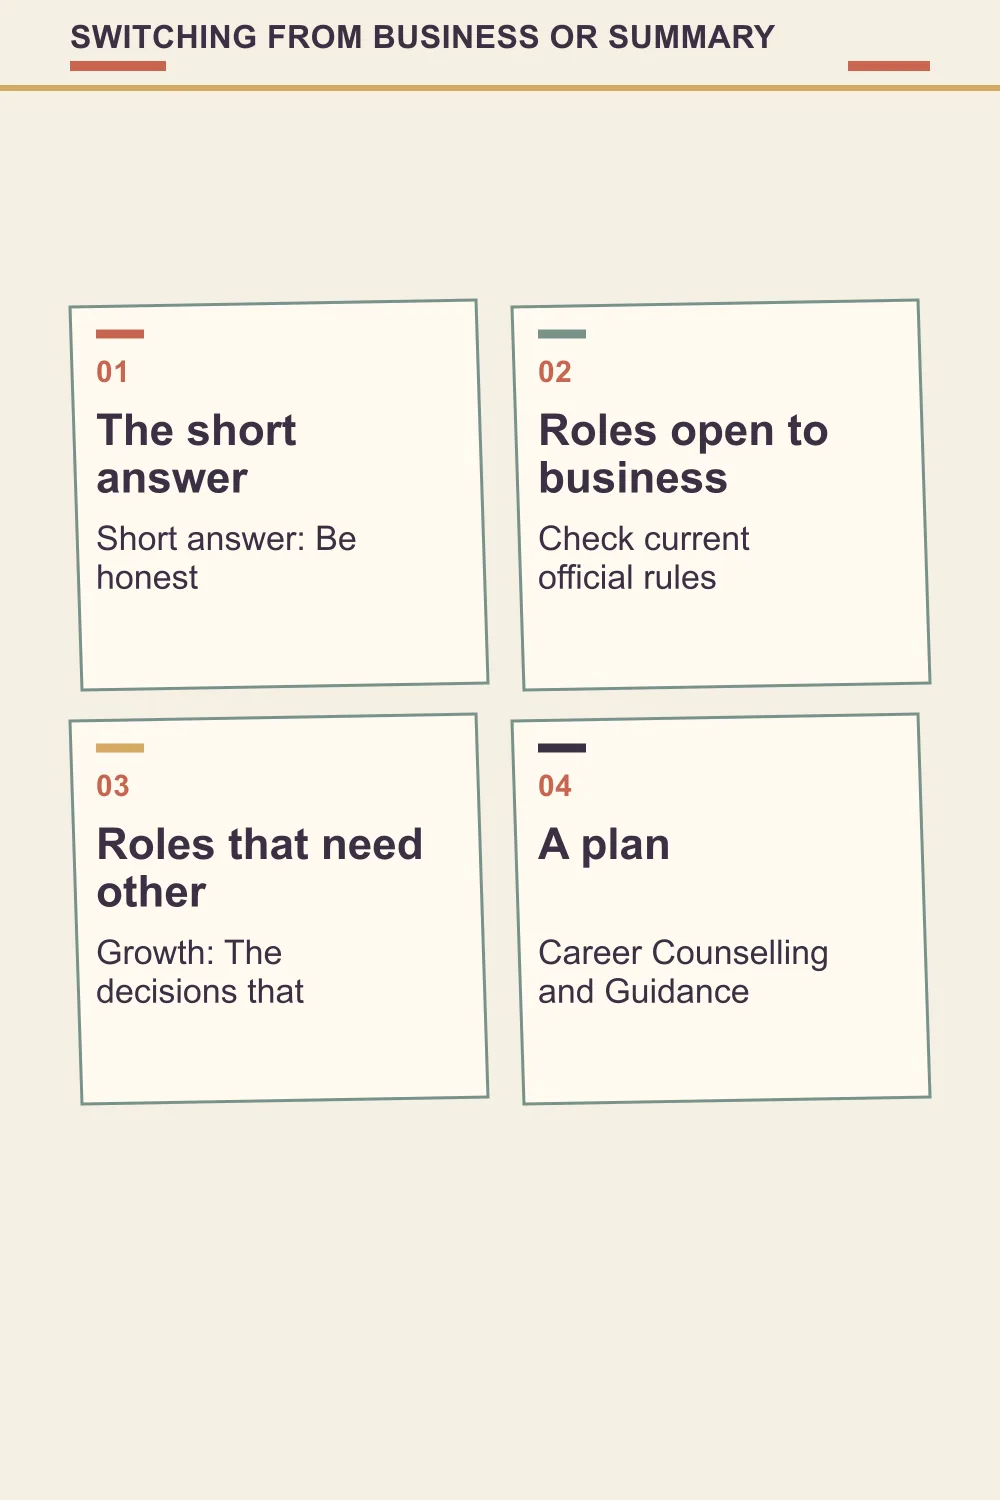 SWITCHING FROM BUSINESS OR SUMMARY
01
The short
answer
Short answer: Be
honest
02
Roles open to
business
Check current
official rules
03
Roles that need
other
Growth: The
decisions that
04
A plan
Career Counselling
and Guidance